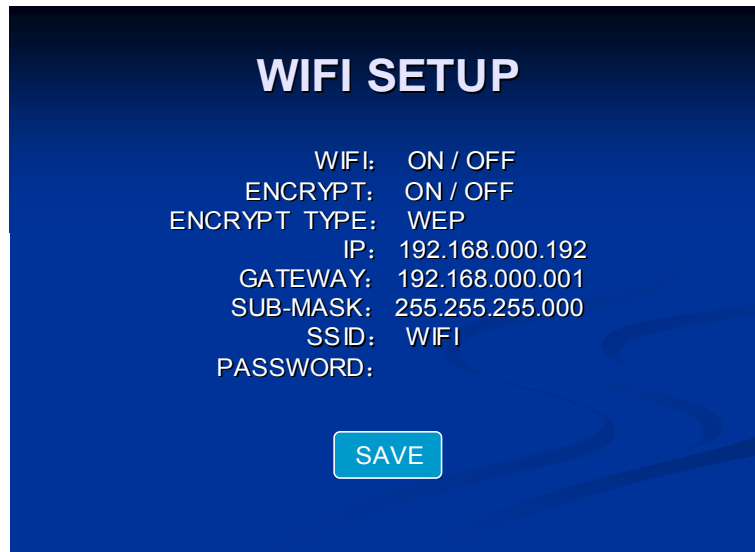 WIFI SETUP
WIFI： ON / OFF
ENCRYPT： ON / OFF
ENCRYPT TYPE： WEP
IP： 192.168.000.192
GATEWAY： 192.168.000.001
SUB-MASK： 255.255.255.000
SSID： WIFI
PASSWORD：
SAVE